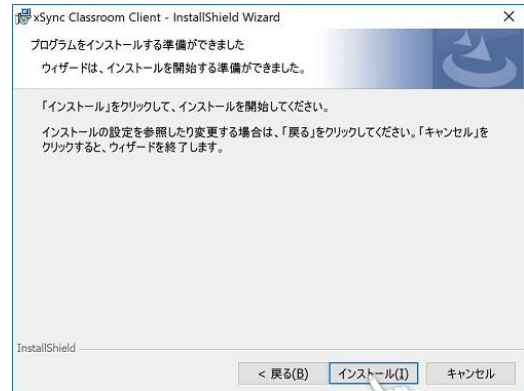 xSync Classroom Client - InstallShield Wizard
プログラムをインストールする準備ができました
ウィザードは、インストールを開始する準備ができました。
「インストール」をクリックして、インストールを開始してください。
インストールの設定を参照したり変更する場合は、「戻る」をクリックしてください。「キャンセル」を
クリックすると、ウィザードを終了します。
InstallShield
< 戻る(B) インストール(I) キャンセル